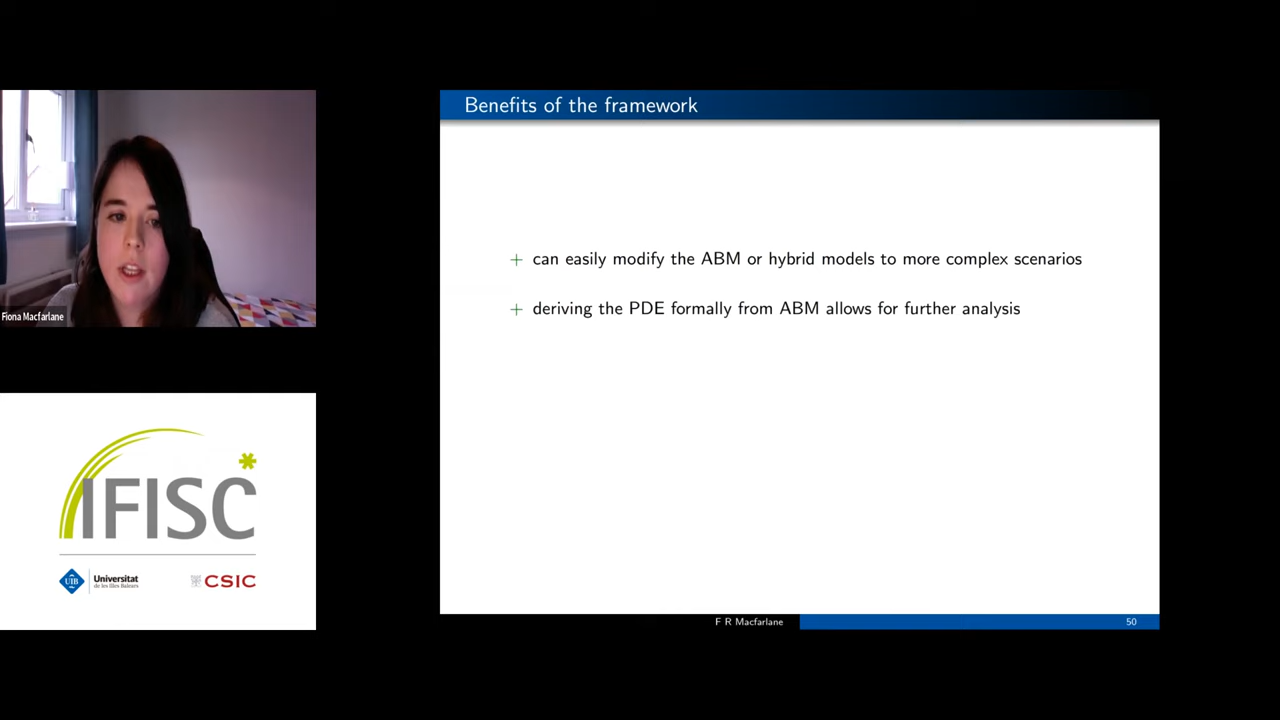 Fiona Macfarlane
IFISC*
UIB
Universitat
de les Illes Balears
CSIC
Benefits of the framework
+ can easily modify the ABM or hybrid models to more complex scenarios
+ deriving the PDE formally from ABM allows for further analysis
F R Macfarlane
50